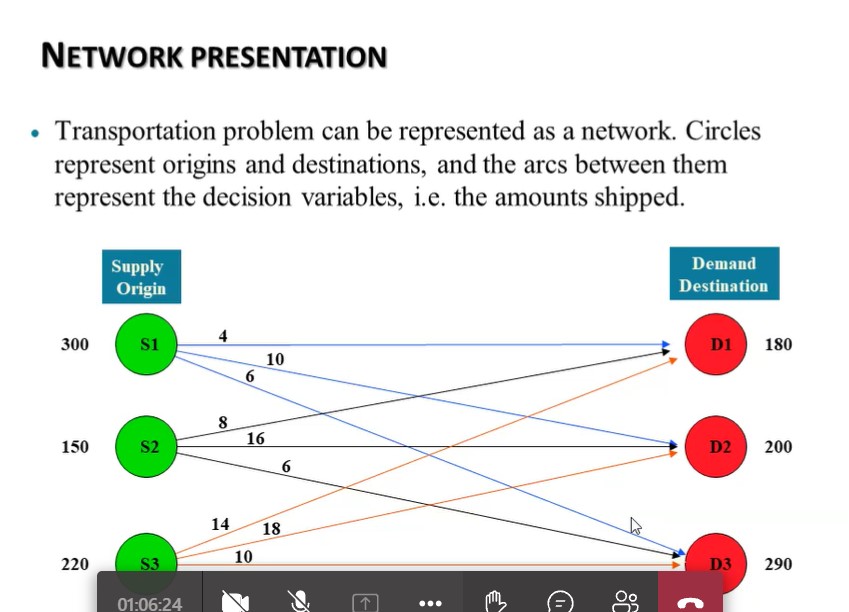 NETWORK PRESENTATION
• Transportation problem can be represented as a network. Circles
represent origins and destinations, and the arcs between them
represent the decision variables, i.e. the amounts shipped.
Supply
Origin
Demand
Destination
300 S1 4 D1 180
10
6
8
150 S2 16 D2 200
6
14 18
10
220 S3 D3 290
01:06:24